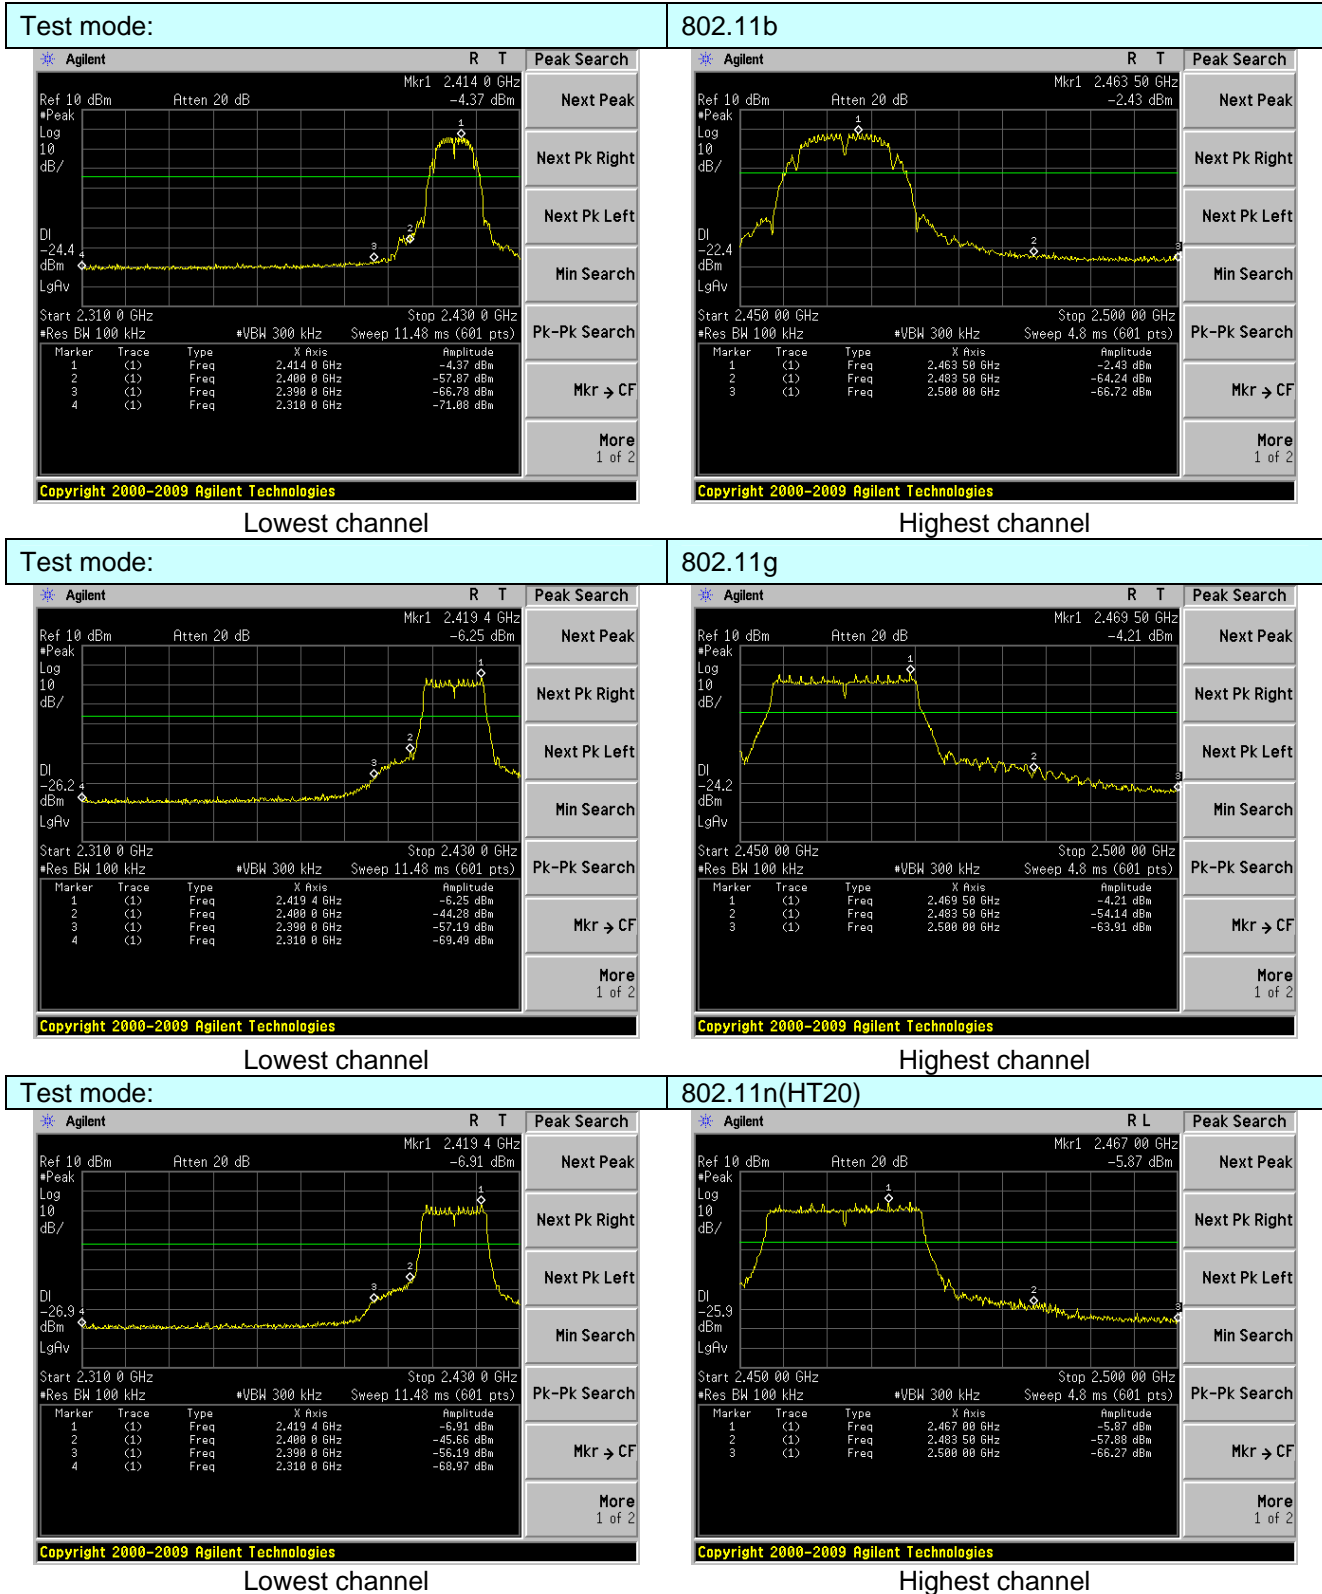 Test mode: 802.11b
Agilent R T Peak Search
Mkr1 2.414 0 GHz
Ref 10 dBm Atten 20 dB -4.37 dBm
#Peak
Log
10
dB/
1
2
3
4
DI
-24.4
dBm
LgAv
Start 2.310 0 GHz Stop 2.430 0 GHz
#Res BW 100 kHz #VBW 300 kHz Sweep 11.48 ms (601 pts)
Marker Trace Type X Axis Amplitude
1 (1) Freq 2.414 0 GHz -4.37 dBm
2 (1) Freq 2.400 0 GHz -57.87 dBm
3 (1) Freq 2.390 0 GHz -66.78 dBm
4 (1) Freq 2.310 0 GHz -71.08 dBm
Next Peak
Next Pk Right
Next Pk Left
Min Search
Pk-Pk Search
Mkr → CF
More
1 of 2
Copyright 2000-2009 Agilent Technologies
Lowest channel
Agilent R T Peak Search
Mkr1 2.463 50 GHz
Ref 10 dBm Atten 20 dB -2.43 dBm
#Peak
Log
10
dB/
1
2
3
DI
-22.4
dBm
LgAv
Start 2.450 00 GHz Stop 2.500 00 GHz
#Res BW 100 kHz #VBW 300 kHz Sweep 4.8 ms (601 pts)
Marker Trace Type X Axis Amplitude
1 (1) Freq 2.463 50 GHz -2.43 dBm
2 (1) Freq 2.483 50 GHz -64.24 dBm
3 (1) Freq 2.500 00 GHz -66.72 dBm
Next Peak
Next Pk Right
Next Pk Left
Min Search
Pk-Pk Search
Mkr → CF
More
1 of 2
Copyright 2000-2009 Agilent Technologies
Highest channel
Test mode: 802.11g
Agilent R T Peak Search
Mkr1 2.419 4 GHz
Ref 10 dBm Atten 20 dB -6.25 dBm
#Peak
Log
10
dB/
1
2
3
4
DI
-26.2
dBm
LgAv
Start 2.310 0 GHz Stop 2.430 0 GHz
#Res BW 100 kHz #VBW 300 kHz Sweep 11.48 ms (601 pts)
Marker Trace Type X Axis Amplitude
1 (1) Freq 2.419 4 GHz -6.25 dBm
2 (1) Freq 2.400 0 GHz -44.28 dBm
3 (1) Freq 2.390 0 GHz -57.19 dBm
4 (1) Freq 2.310 0 GHz -69.49 dBm
Next Peak
Next Pk Right
Next Pk Left
Min Search
Pk-Pk Search
Mkr → CF
More
1 of 2
Copyright 2000-2009 Agilent Technologies
Lowest channel
Agilent R T Peak Search
Mkr1 2.469 50 GHz
Ref 10 dBm Atten 20 dB -4.21 dBm
#Peak
Log
10
dB/
1
2
3
DI
-24.2
dBm
LgAv
Start 2.450 00 GHz Stop 2.500 00 GHz
#Res BW 100 kHz #VBW 300 kHz Sweep 4.8 ms (601 pts)
Marker Trace Type X Axis Amplitude
1 (1) Freq 2.469 50 GHz -4.21 dBm
2 (1) Freq 2.483 50 GHz -54.14 dBm
3 (1) Freq 2.500 00 GHz -63.91 dBm
Next Peak
Next Pk Right
Next Pk Left
Min Search
Pk-Pk Search
Mkr → CF
More
1 of 2
Copyright 2000-2009 Agilent Technologies
Highest channel
Test mode: 802.11n(HT20)
Agilent R T Peak Search
Mkr1 2.419 4 GHz
Ref 10 dBm Atten 20 dB -6.91 dBm
#Peak
Log
10
dB/
1
2
3
4
DI
-26.9
dBm
LgAv
Start 2.310 0 GHz Stop 2.430 0 GHz
#Res BW 100 kHz #VBW 300 kHz Sweep 11.48 ms (601 pts)
Marker Trace Type X Axis Amplitude
1 (1) Freq 2.419 4 GHz -6.91 dBm
2 (1) Freq 2.400 0 GHz -45.66 dBm
3 (1) Freq 2.390 0 GHz -56.19 dBm
4 (1) Freq 2.310 0 GHz -68.97 dBm
Next Peak
Next Pk Right
Next Pk Left
Min Search
Pk-Pk Search
Mkr → CF
More
1 of 2
Copyright 2000-2009 Agilent Technologies
Lowest channel
Agilent R L Peak Search
Mkr1 2.467 00 GHz
Ref 10 dBm Atten 20 dB -5.87 dBm
#Peak
Log
10
dB/
1
2
3
DI
-25.9
dBm
LgAv
Start 2.450 00 GHz Stop 2.500 00 GHz
#Res BW 100 kHz #VBW 300 kHz Sweep 4.8 ms (601 pts)
Marker Trace Type X Axis Amplitude
1 (1) Freq 2.467 00 GHz -5.87 dBm
2 (1) Freq 2.483 50 GHz -57.88 dBm
3 (1) Freq 2.500 00 GHz -66.27 dBm
Next Peak
Next Pk Right
Next Pk Left
Min Search
Pk-Pk Search
Mkr → CF
More
1 of 2
Copyright 2000-2009 Agilent Technologies
Highest channel